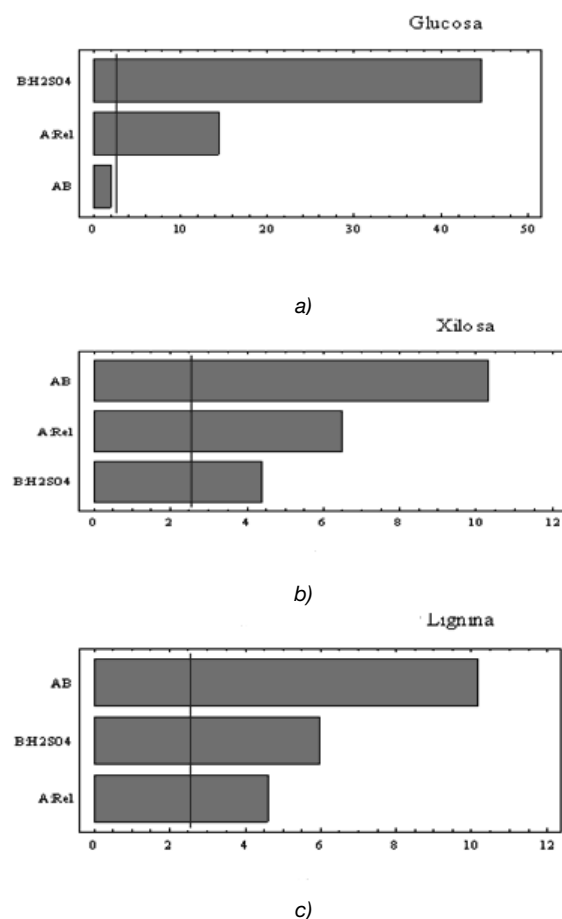 Glucosa
B:H2SO4
A:Rel
AB
0 10 20 30 40 50
a)
Xilosa
AB
A:Rel
B:H2SO4
0 2 4 6 8 10 12
b)
Lignina
AB
B:H2SO4
A:Rel
0 2 4 6 8 10 12
c)